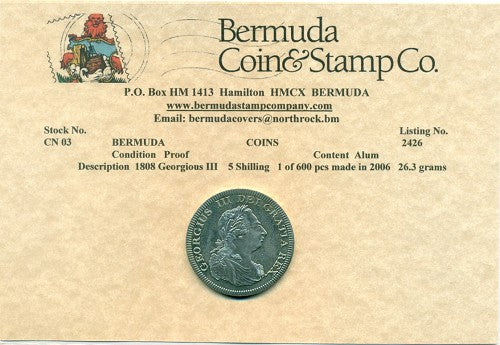 Bermuda
Coin & Stamp Co.
P.O. Box HM 1413 Hamilton HMCX BERMUDA
www.bermudastampcompany.com
Email: bermudacovers@northrock.bm
Stock No. Listing No.
CN 03 BERMUDA COINS 2426
Condition Proof Content Alum
Description 1808 Georgious III 5 Shilling 1 of 600 pcs made in 2006 26.3 grams
GEORGIUS III DEI GRATIA REX.